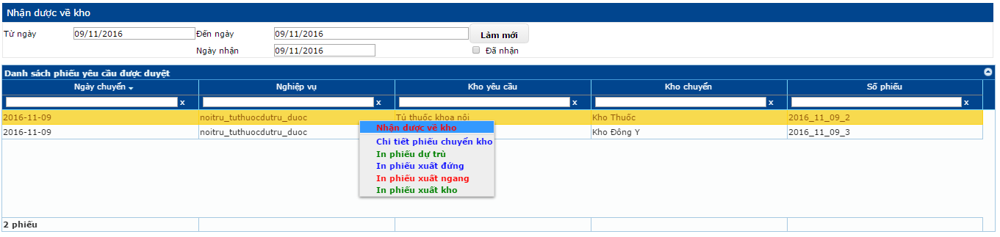 Nhận dược về kho
Từ ngày 09/11/2016 Đến ngày 09/11/2016 Làm mới
Ngày nhận 09/11/2016 Đã nhận
Danh sách phiếu yêu cầu được duyệt
Ngày chuyển Nghiệp vụ Kho yêu cầu Kho chuyển Số phiếu
x x x x x
2016-11-09 noitru_tuthuocdutru_duoc Tủ thuốc khoa nội Kho Thuốc 2016_11_09_2
Nhận dược về kho
2016-11-09 noitru_tuthuocdutru_duoc Kho Đông Y 2016_11_09_3
Chi tiết phiếu chuyển kho
In phiếu dự trù
In phiếu xuất đứng
In phiếu xuất ngang
In phiếu xuất kho
2 phiếu